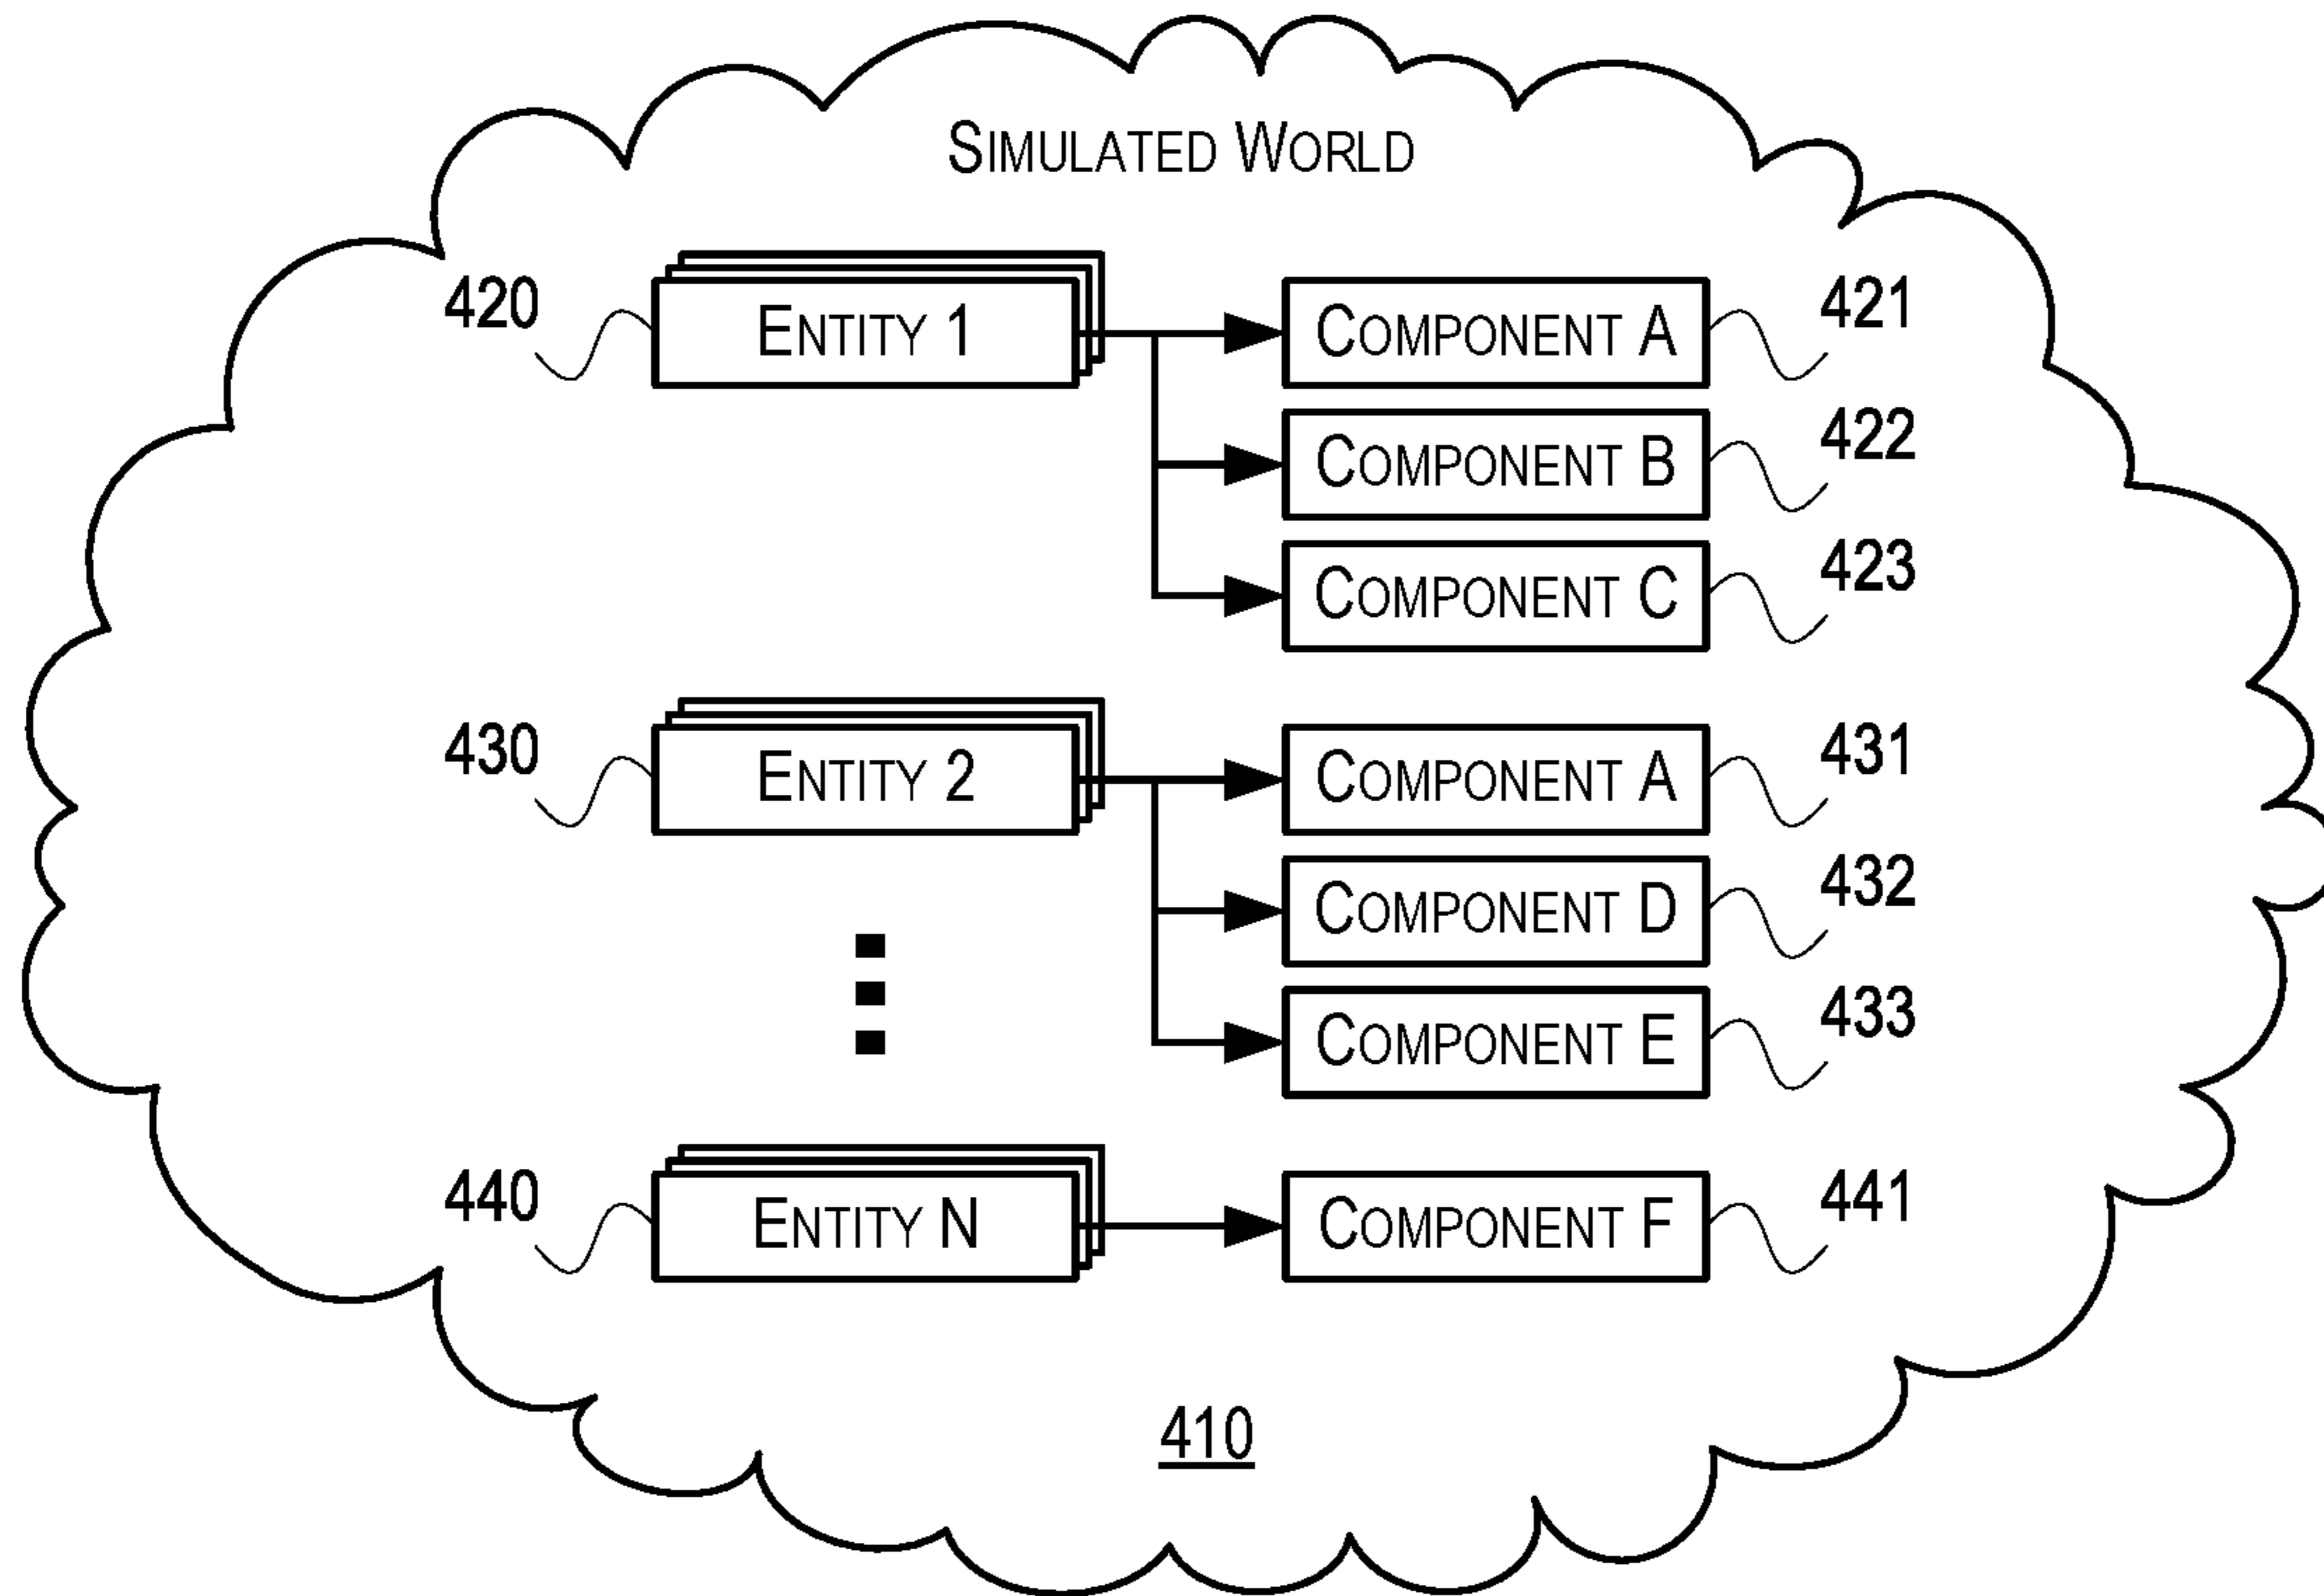 SIMULATED WORLD
420 ENTITY 1 COMPONENT A 421
COMPONENT B 422
COMPONENT C 423
430 ENTITY 2 COMPONENT A 431
COMPONENT D 432
COMPONENT E 433
440 ENTITY N COMPONENT F 441
410